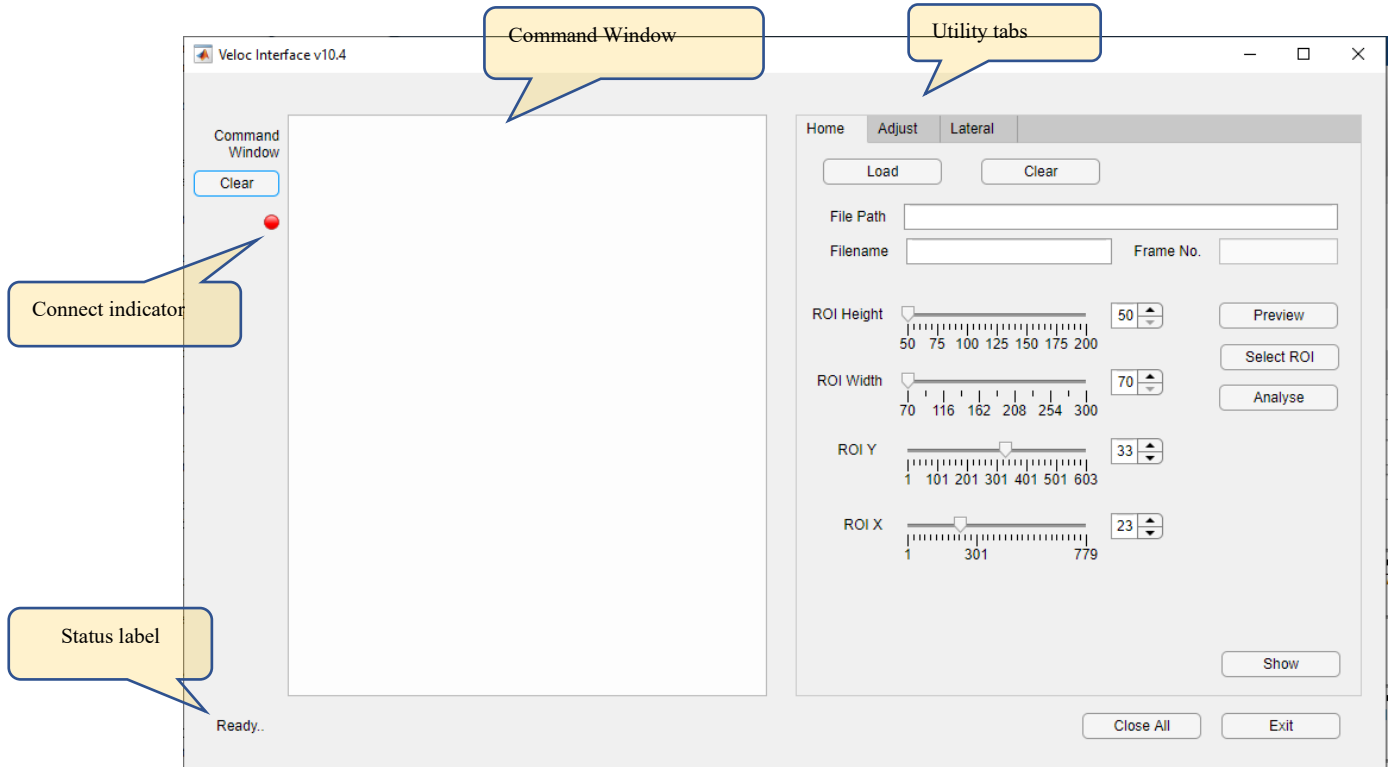 Command Window
Utility tabs
Veloc Interface v10.4
Command
Window
Clear
Connect indicator
Status label
Ready..
Home Adjust Lateral
Load Clear
File Path
Filename Frame No.
ROI Height 50 Preview
50 75 100 125 150 175 200
Select ROI
ROI Width 70
70 116 162 208 254 300
Analyse
ROI Y 33
1 101 201 301 401 501 603
ROI X 23
1 301 779
Show
Close All Exit